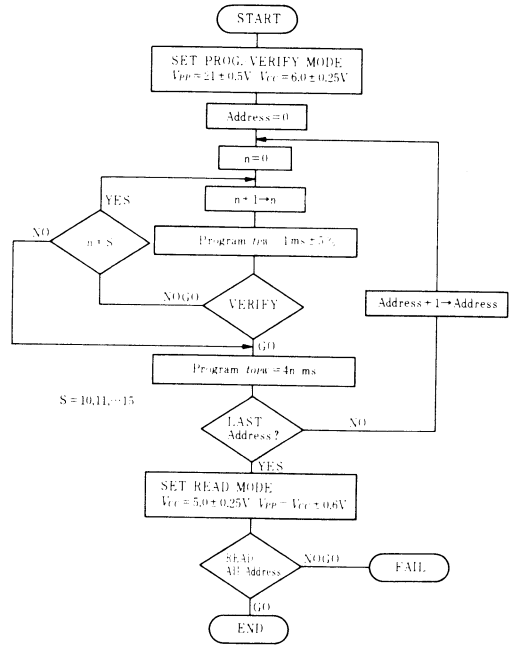 START
SET PROG. VERIFY MODE
VPP=21±0.5V VCC=6.0±0.25V
Address=0
n=0
n+1→n
YES
NO
Program tPW=1ms±5%
NOGO
VERIFY
Address+1→Address
GO
Program tOPW=4n ms
S=10,11,…15
LAST
Address?
NO
YES
SET READ MODE
VCC=5.0±0.25V VPP=VCC±0.6V
READ
All Address
NOGO
FAIL
GO
END